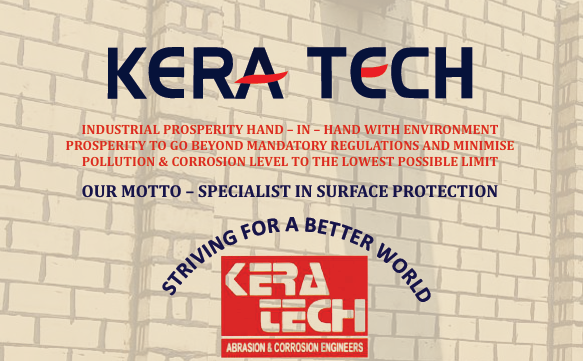 KERA TECH
INDUSTRIAL PROSPERITY HAND – IN – HAND WITH ENVIRONMENT
PROSPERITY TO GO BEYOND MANDATORY REGULATIONS AND MINIMISE
POLLUTION & CORROSION LEVEL TO THE LOWEST POSSIBLE LIMIT
OUR MOTTO – SPECIALIST IN SURFACE PROTECTION
STRIVING FOR A BETTER WORLD
KERA
TECH
ABRASION & CORROSION ENGINEERS